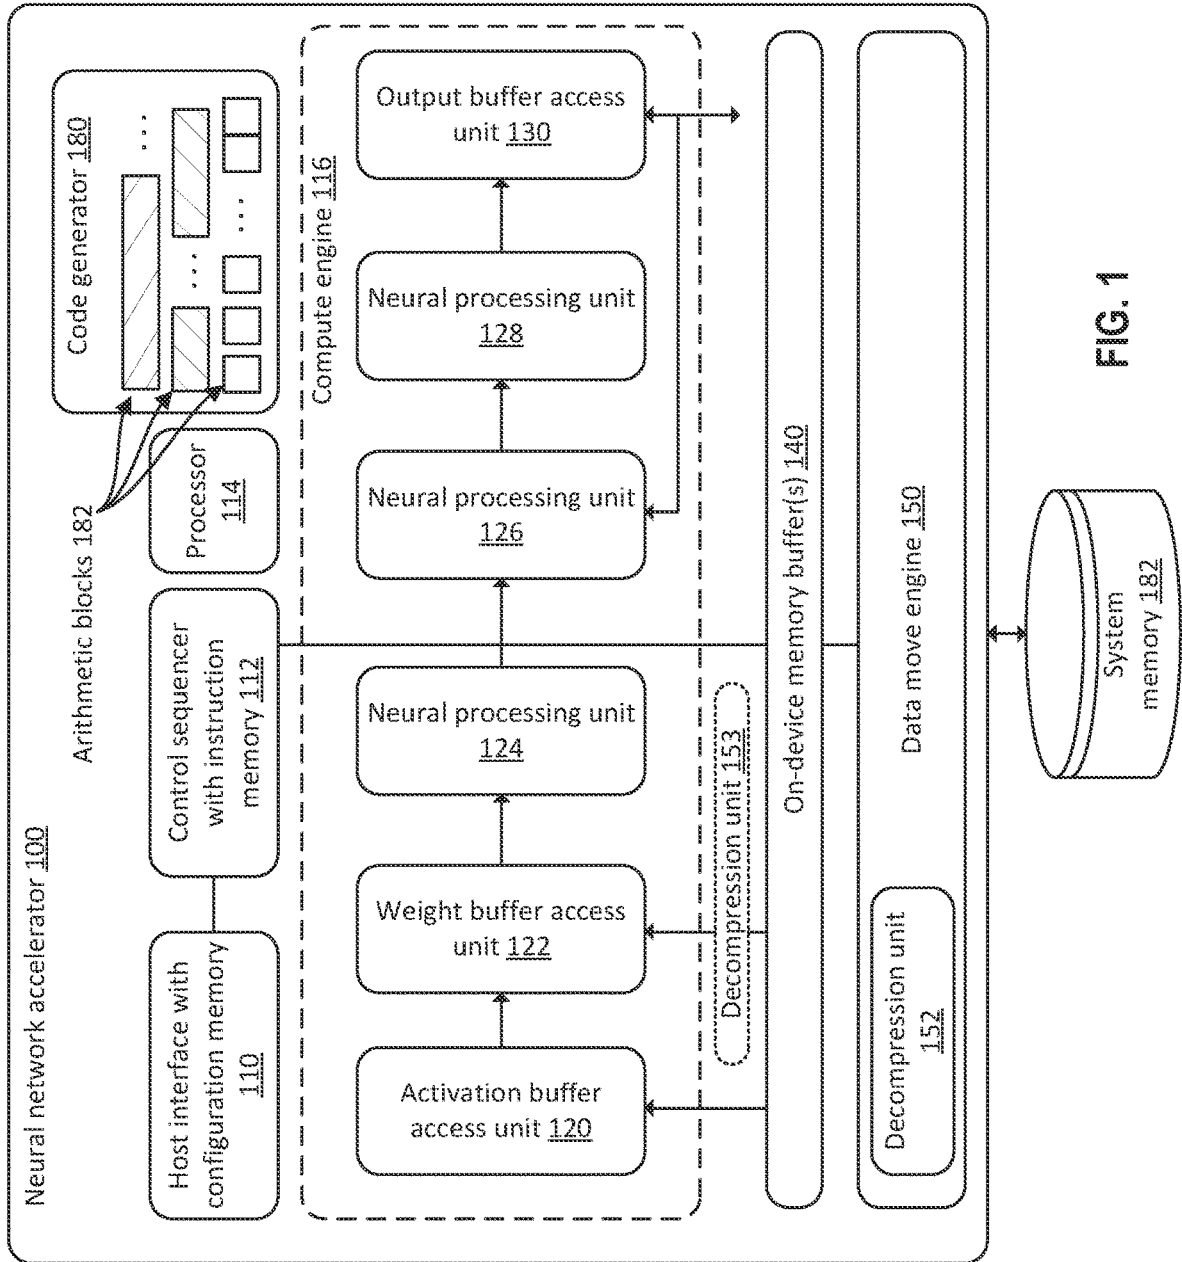 Neural network accelerator 100
Host interface with
configuration memory
110
Control sequencer
with instruction
memory 112
Arithmetic blocks 182
Processor
114
Code generator 180
...
...
...
Compute engine 116
Activation buffer
access unit 120
Weight buffer access
unit 122
Neural processing unit
124
Neural processing unit
126
Neural processing unit
128
Output buffer access
unit 130
Decompression unit 153
On-device memory buffer(s) 140
Data move engine 150
Decompression unit
152
System
memory 182
FIG. 1